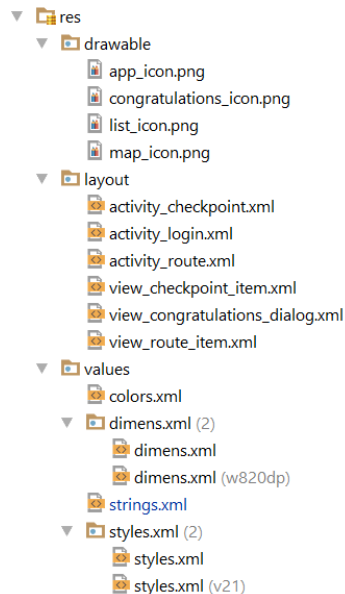 res
drawable
app_icon.png
congratulations_icon.png
list_icon.png
map_icon.png
layout
activity_checkpoint.xml
activity_login.xml
activity_route.xml
view_checkpoint_item.xml
view_congratulations_dialog.xml
view_route_item.xml
values
colors.xml
dimens.xml (2)
dimens.xml
dimens.xml (w820dp)
strings.xml
styles.xml (2)
styles.xml
styles.xml (v21)